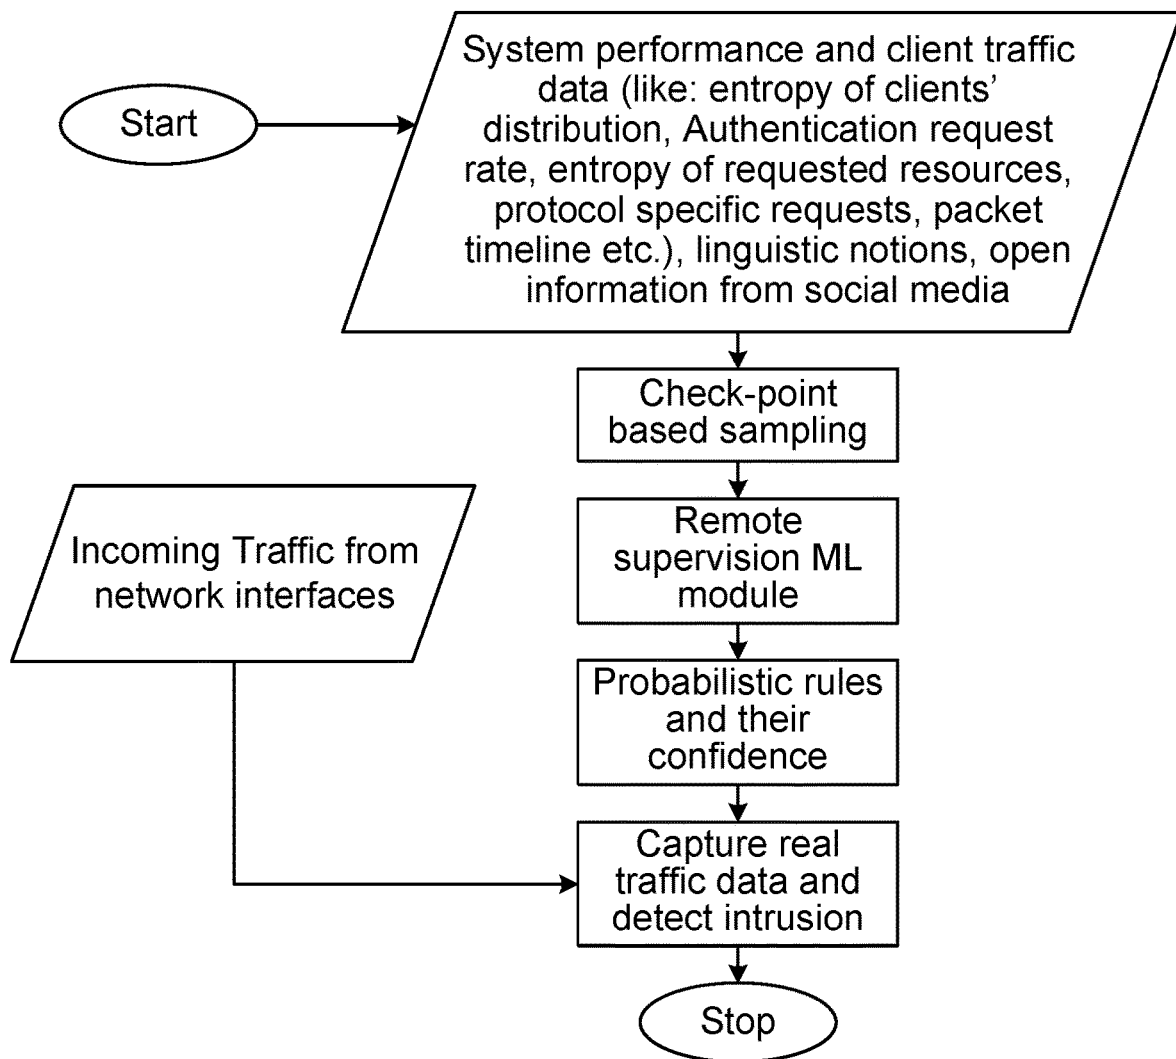 Start
System performance and client traffic
data (like: entropy of clients’
distribution, Authentication request
rate, entropy of requested resources,
protocol specific requests, packet
timeline etc.), linguistic notions, open
information from social media
Check-point
based sampling
Remote
supervision ML
module
Incoming Traffic from
network interfaces
Probabilistic rules
and their
confidence
Capture real
traffic data and
detect intrusion
Stop